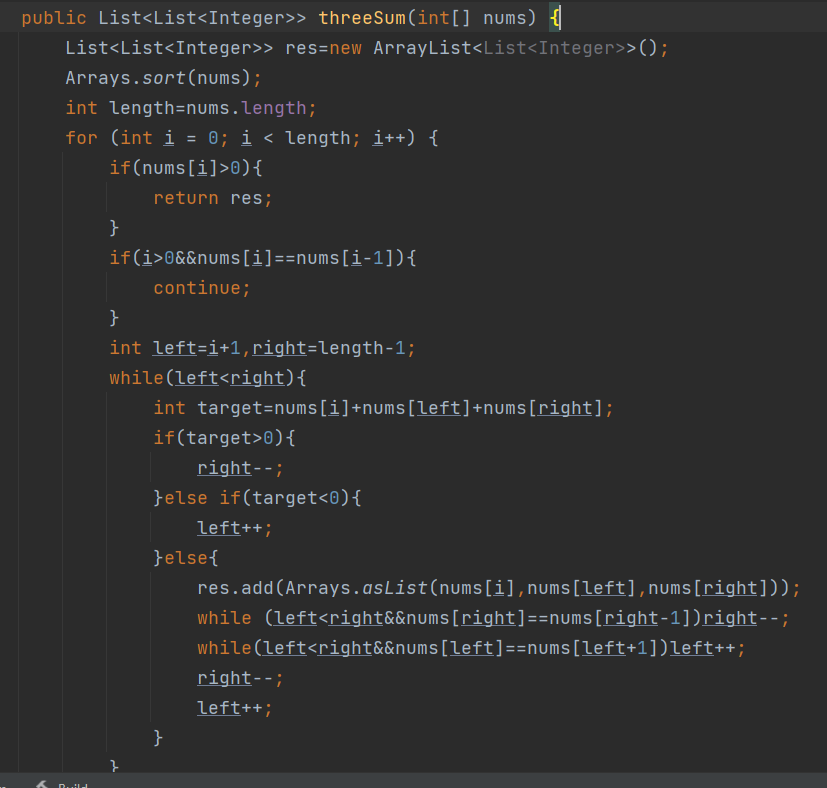 public List<List<Integer>> threeSum(int[] nums) {
List<List<Integer>> res=new ArrayList<List<Integer>>();
Arrays.sort(nums);
int length=nums.length;
for (int i = 0; i < length; i++) {
if(nums[i]>0){
return res;
}
if(i>0&&nums[i]==nums[i-1]){
continue;
}
int left=i+1,right=length-1;
while(left<right){
int target=nums[i]+nums[left]+nums[right];
if(target>0){
right--;
}else if(target<0){
left++;
}else{
res.add(Arrays.asList(nums[i],nums[left],nums[right]));
while (left<right&&nums[right]==nums[right-1])right--;
while(left<right&&nums[left]==nums[left+1])left++;
right--;
left++;
}
}
Build